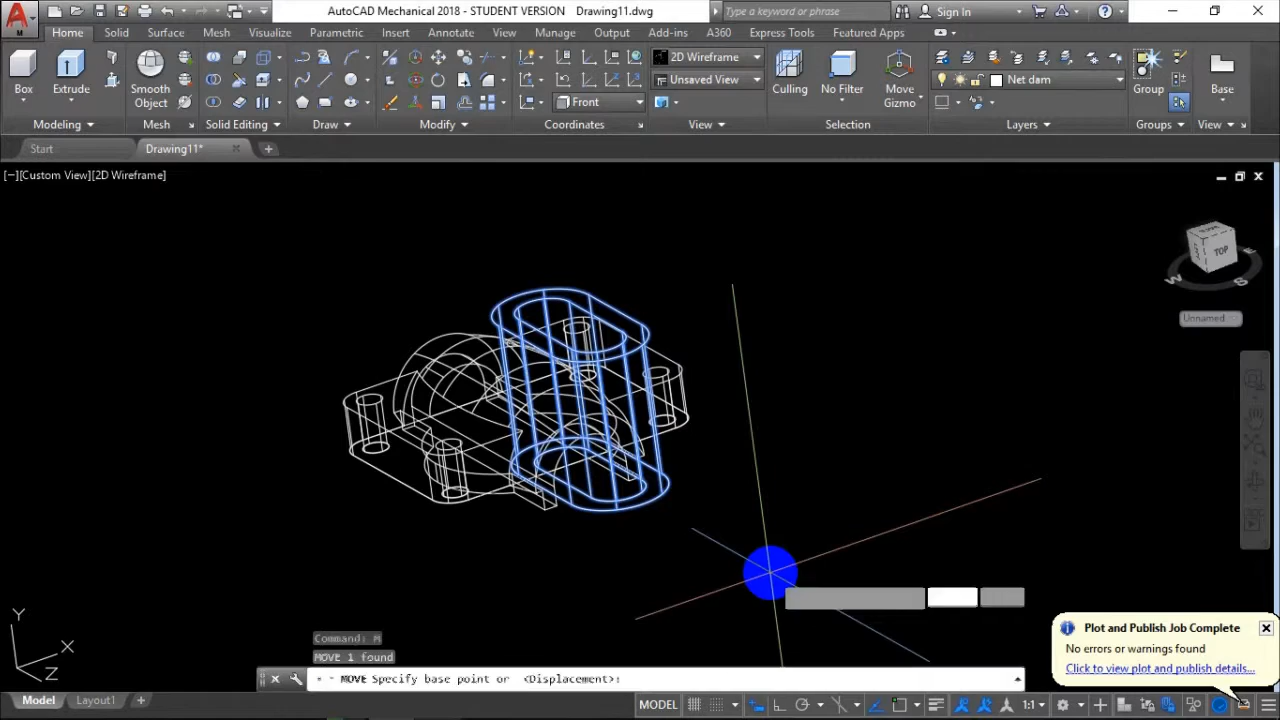 AutoCAD Mechanical 2018 - STUDENT VERSION Drawing11.dwg
Type a keyword or phrase
Sign In
Home Solid Surface Mesh Visualize Parametric Insert Annotate View Manage Output Add-ins A360 Express Tools Featured Apps
2D Wireframe
Unsaved View
Front
Net dam
Box
Extrude
Smooth Object
Culling
No Filter
Move Gizmo
Group
Base
Modeling
Mesh
Solid Editing
Draw
Modify
Coordinates
View
Selection
Layers
Groups
View
Start
Drawing11*
[−][Custom View][2D Wireframe]
TOP
W
S
Unnamed
Y
X
Z
Command: M
MOVE 1 found
MOVE Specify base point or <Displacement>:
Plot and Publish Job Complete
No errors or warnings found
Click to view plot and publish details...
Model
Layout1
MODEL
1:1